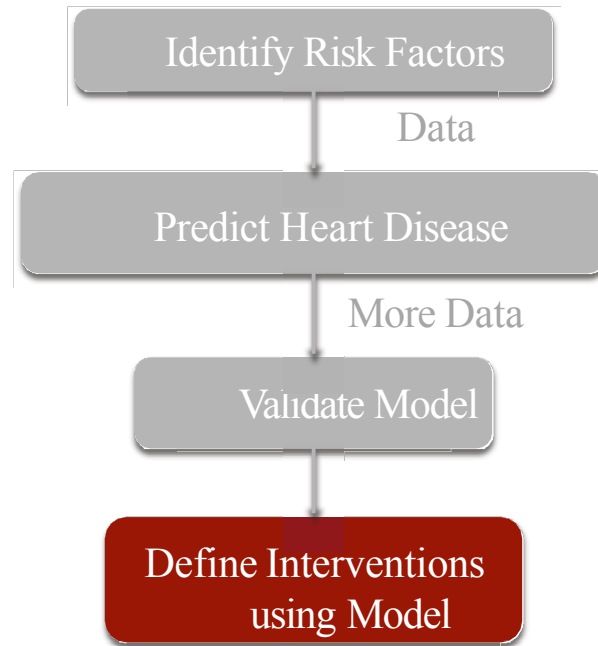 Identify Risk Factors
Data
Predict Heart Disease
More Data
Validate Model
Define Interventions
using Model